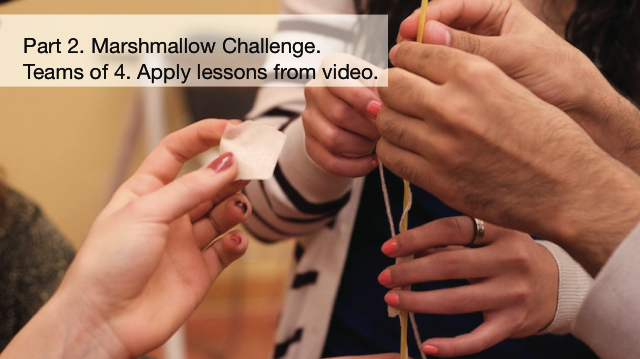 Part 2. Marshmallow Challenge.
Teams of 4. Apply lessons from video.